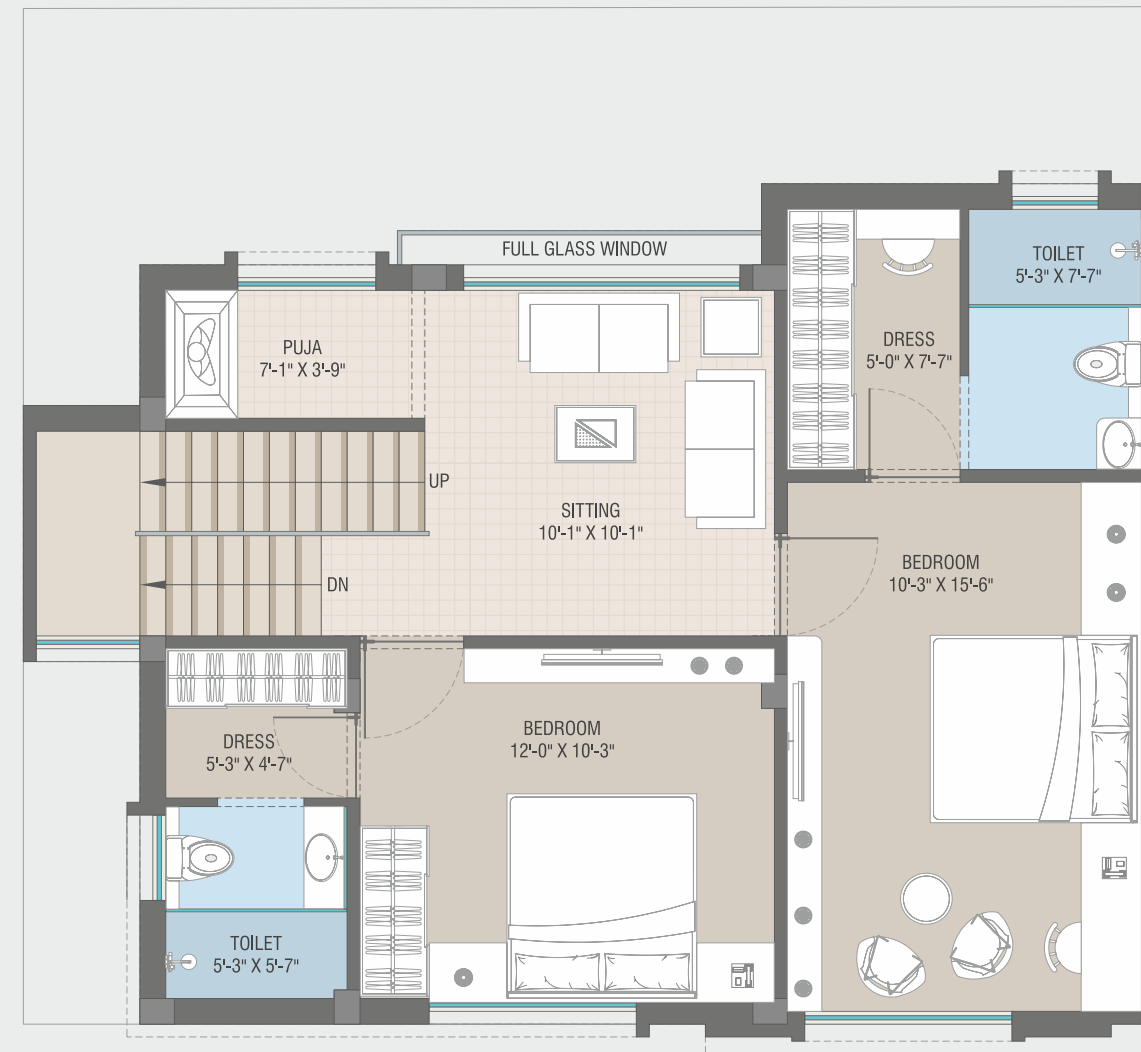 FULL GLASS WINDOW
TOILET
5'-3" X 7'-7"
PUJA
7'-1" X 3'-9"
DRESS
5'-0" X 7'-7"
UP
SITTING
10'-1" X 10'-1"
BEDROOM
10'-3" X 15'-6"
DN
DRESS
5'-3" X 4'-7"
BEDROOM
12'-0" X 10'-3"
TOILET
5'-3" X 5'-7"